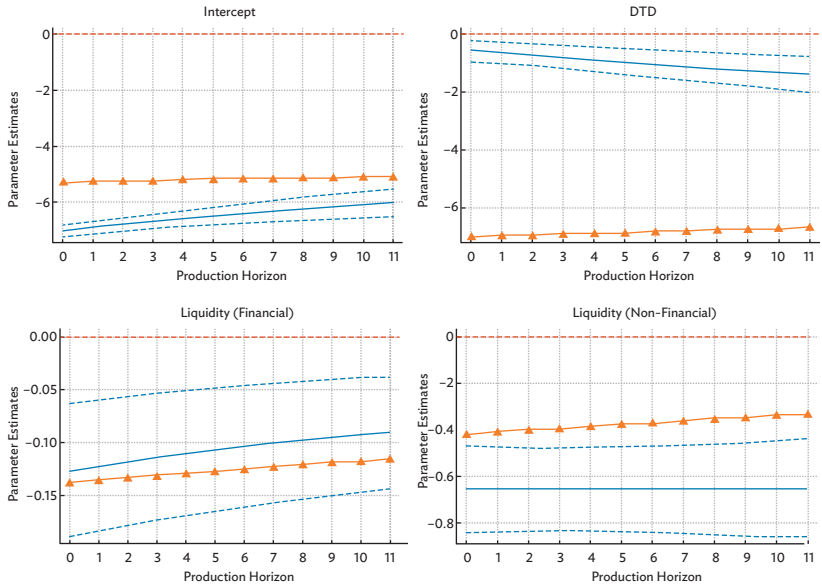 Intercept
0
−2
−4
−6
Parameter Estimates
0 1 2 3 4 5 6 7 8 9 10 11
Production Horizon
DTD
0
−2
−4
−6
Parameter Estimates
0 1 2 3 4 5 6 7 8 9 10 11
Production Horizon
Liquidity (Financial)
0.00
−0.05
−0.10
−0.15
Parameter Estimates
0 1 2 3 4 5 6 7 8 9 10 11
Production Horizon
Liquidity (Non-Financial)
0
−2
−0.4
−0.6
−0.8
Parameter Estimates
0 1 2 3 4 5 6 7 8 9 10 11
Production Horizon